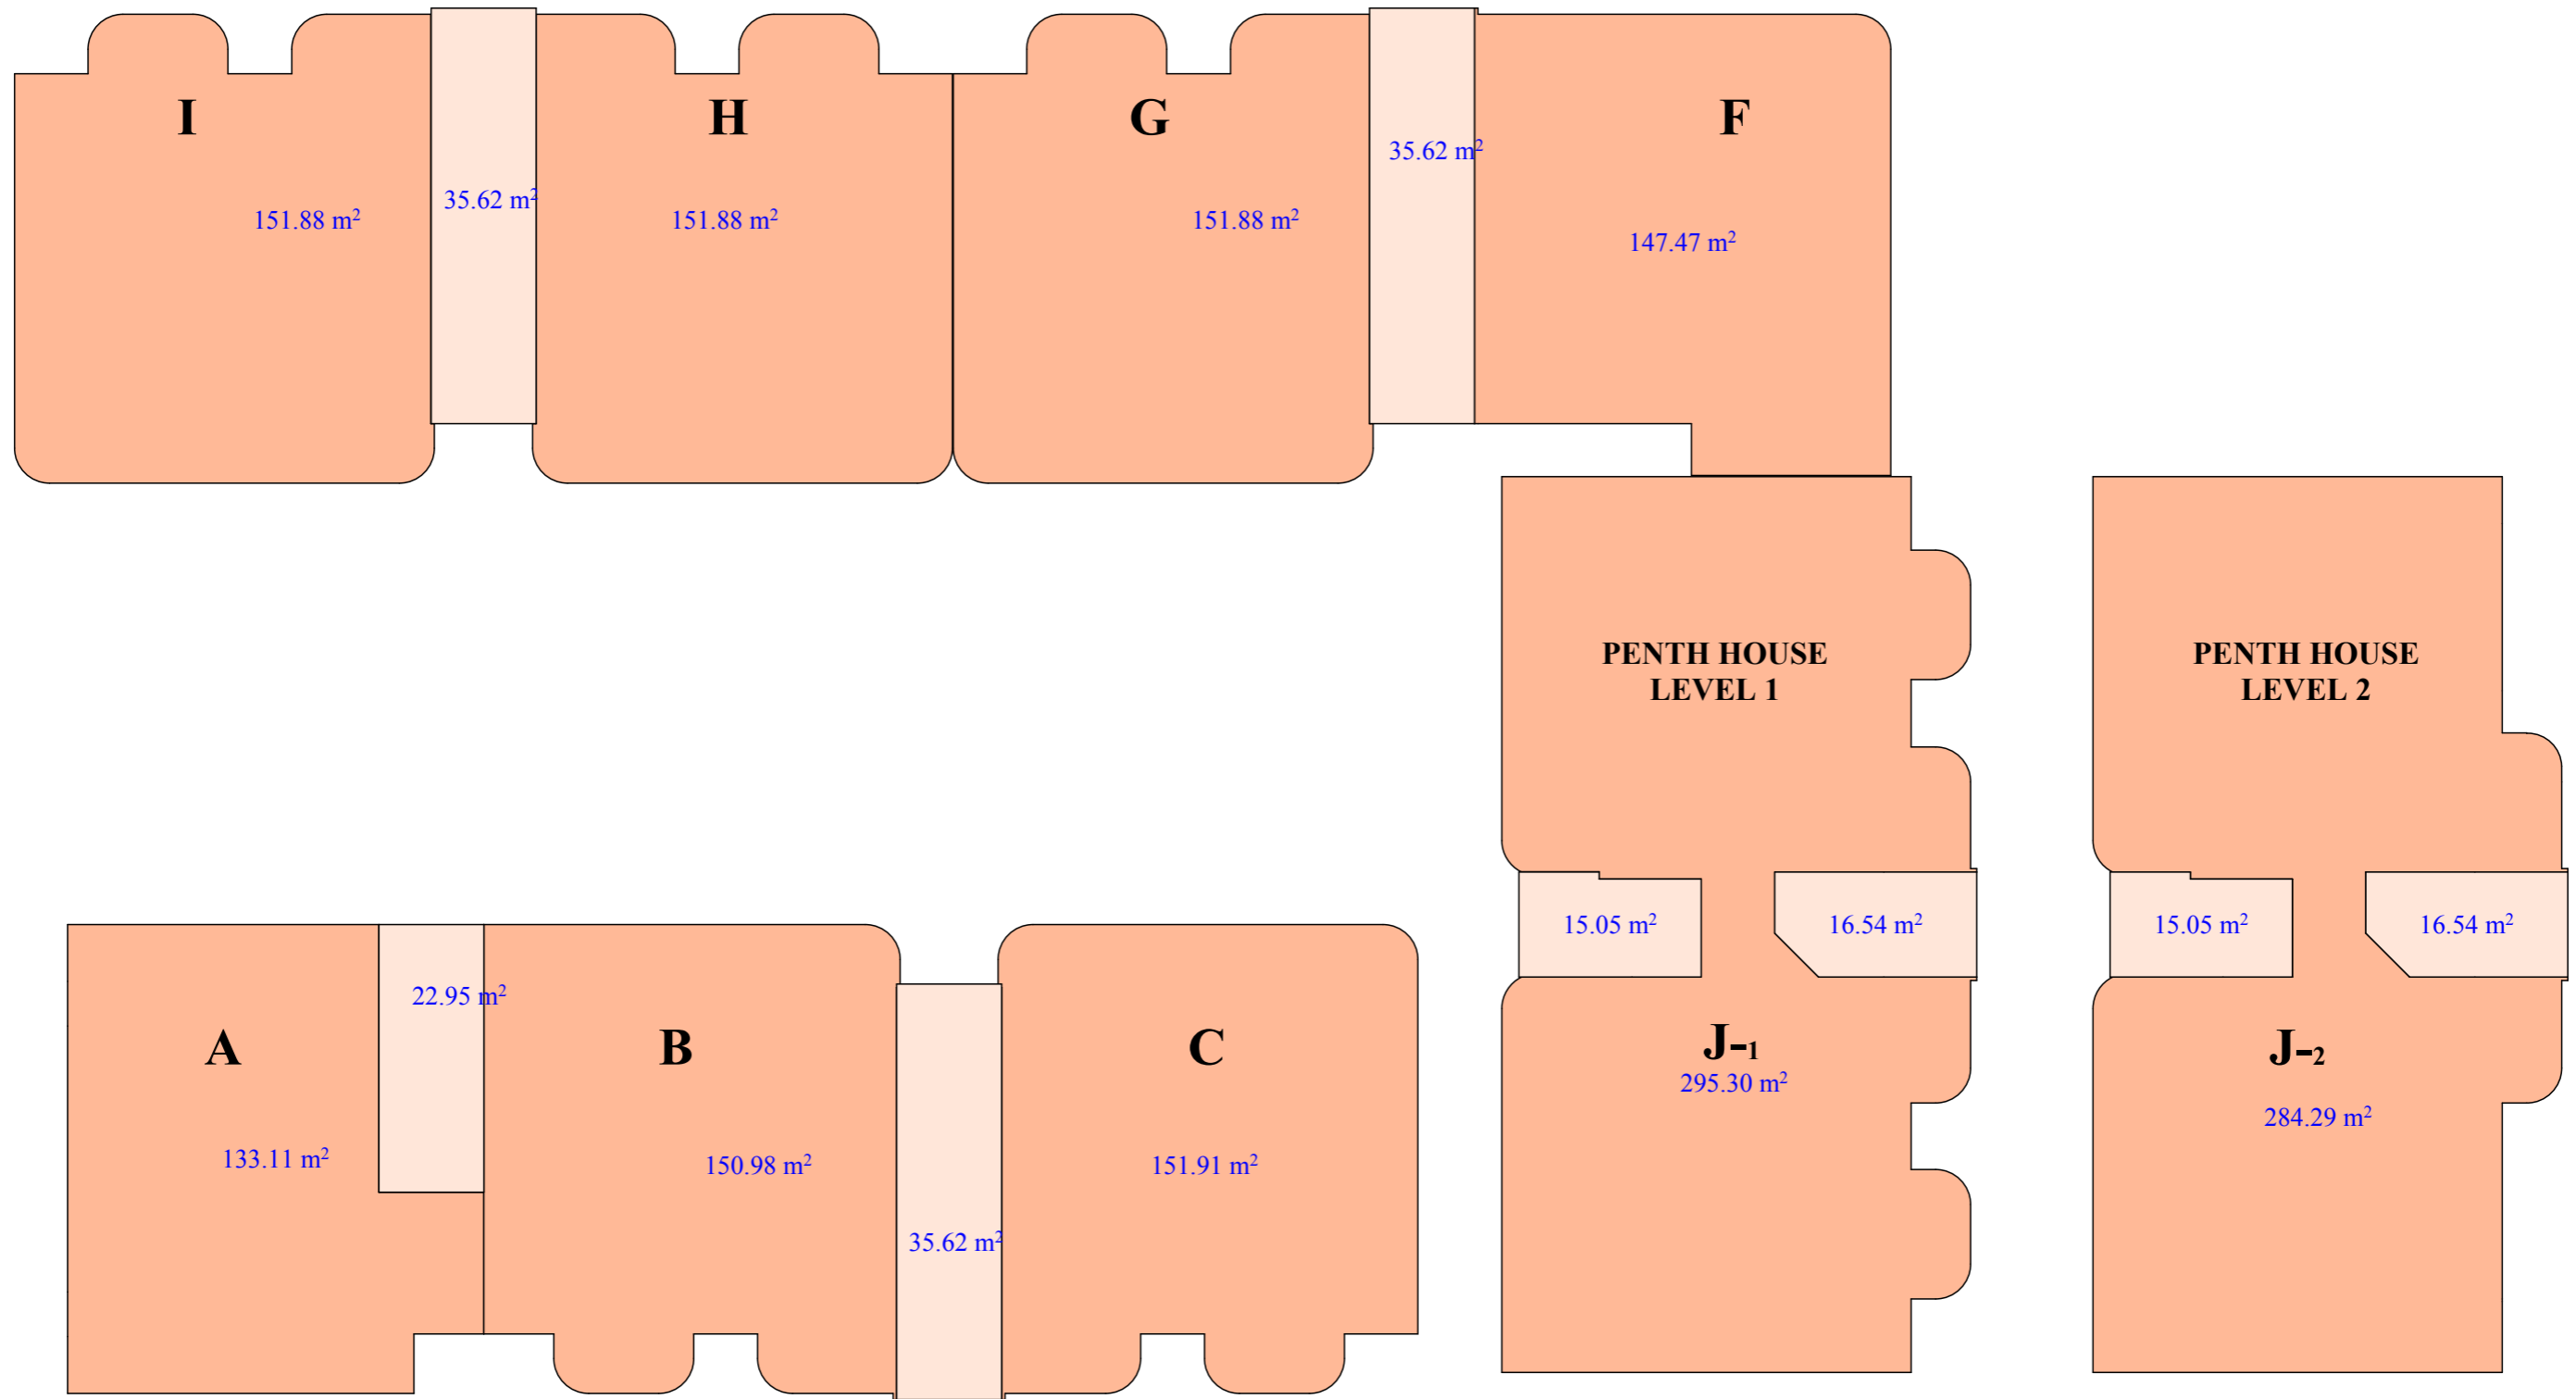 I
H
G
F
35.62 m²
35.62 m²
151.88 m²
151.88 m²
151.88 m²
147.47 m²
PENTH HOUSE
LEVEL 1
PENTH HOUSE
LEVEL 2
15.05 m²
16.54 m²
15.05 m²
16.54 m²
22.95 m²
A
B
C
J-1
J-2
295.30 m²
284.29 m²
133.11 m²
150.98 m²
151.91 m²
35.62 m²